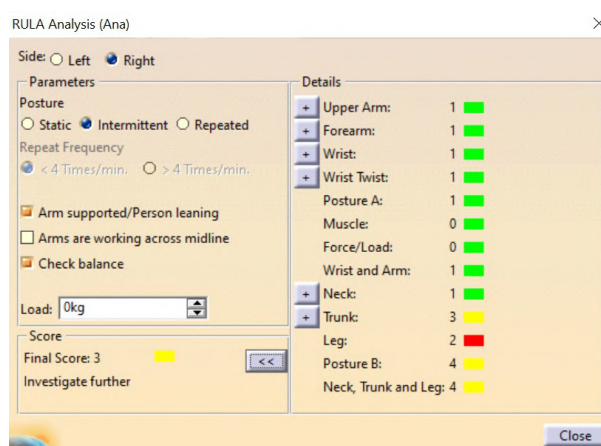 RULA Analysis (Ana)
Side: Left Right
Parameters
Posture
Static Intermittent Repeated
Repeat Frequency
< 4 Times/min. > 4 Times/min.
Arm supported/Person leaning
Arms are working across midline
Check balance
Load: 0kg
Score
Final Score: 3
<<
Investigate further
Details
+ Upper Arm: 1
+ Forearm: 1
+ Wrist: 1
+ Wrist Twist: 1
Posture A: 1
Muscle: 0
Force/Load: 0
Wrist and Arm: 1
+ Neck: 1
+ Trunk: 3
Leg: 2
Posture B: 4
Neck, Trunk and Leg: 4
Close